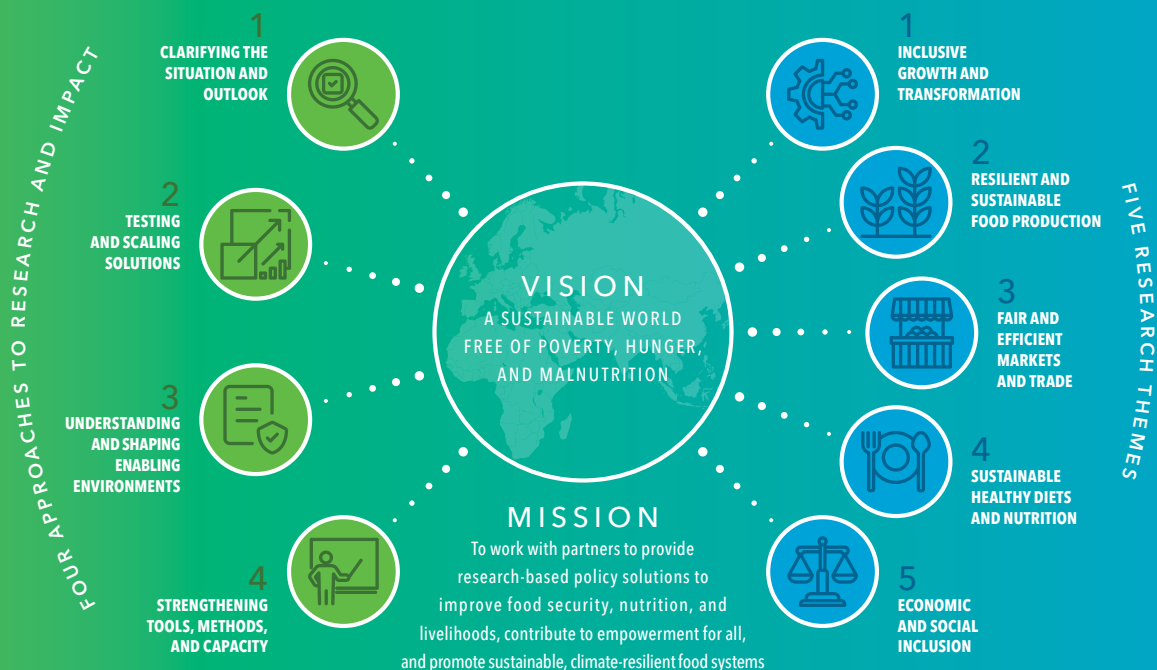 FOUR APPROACHES TO RESEARCH AND IMPACT
1
CLARIFYING THE
SITUATION AND
OUTLOOK
2
TESTING
AND SCALING
SOLUTIONS
3
UNDERSTANDING
AND SHAPING
ENABLING
ENVIRONMENTS
4
STRENGTHENING
TOOLS, METHODS,
AND CAPACITY
VISION
A SUSTAINABLE WORLD
FREE OF POVERTY, HUNGER,
AND MALNUTRITION
MISSION
To work with partners to provide
research-based policy solutions to
improve food security, nutrition, and
livelihoods, contribute to empowerment for all,
and promote sustainable, climate-resilient food systems
FIVE RESEARCH THEMES
1
INCLUSIVE
GROWTH AND
TRANSFORMATION
2
RESILIENT AND
SUSTAINABLE
FOOD PRODUCTION
3
FAIR AND
EFFICIENT
MARKETS
AND TRADE
4
SUSTAINABLE
HEALTHY DIETS
AND NUTRITION
5
ECONOMIC
AND SOCIAL
INCLUSION